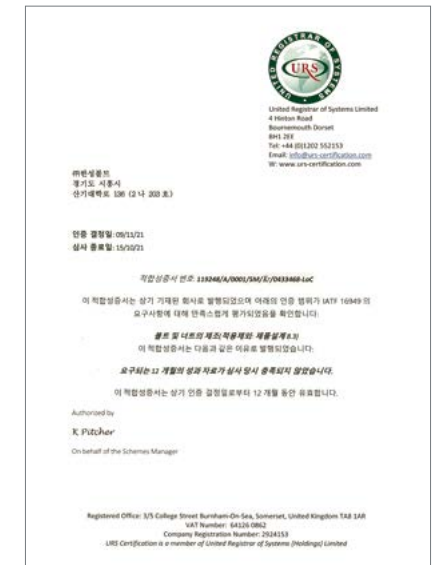 UNITED REGISTRAR OF SYSTEMS
URS
United Registrar of Systems Limited
4 Hinton Road
Bournemouth Dorset
BH1 2EE
Tel: +44 (0)1202 552153
Email: info@urs-certification.com
W: www.urs-certification.com
경기도 시흥시
산기대학로 136 (2나 203호)
인증 결정일: 09/11/21
심사 종료일: 15/10/21
적합성증서 번호: 119248/A/0001/SM/ /0433468-LoC
이 적합성증서는 상기 기재된 회사로 발행되었으며 아래의 인증 범위가 IATF 16949 의
요구사항에 대해 만족스럽게 평가되었음을 확인합니다:
볼트 및 너트의 제조(적용제외: 제품설계 8.3)
이 적합성증서는 다음과 같은 이유로 발행되었습니다:
요구되는 12 개월의 성과 자료가 심사 당시 충족되지 않았습니다.
이 적합성증서는 상기 인증 결정일로부터 12 개월 동안 유효합니다.
Authorized by
K Pitcher
On behalf of the Schemes Manager
Registered Office: 3/5 College Street Burnham-On-Sea, Somerset, United Kingdom TA8 1AR
VAT Number: 64126 0862
Company Registration Number: 2924153
URS Certification is a member of United Registrar of Systems (Holdings) Limited